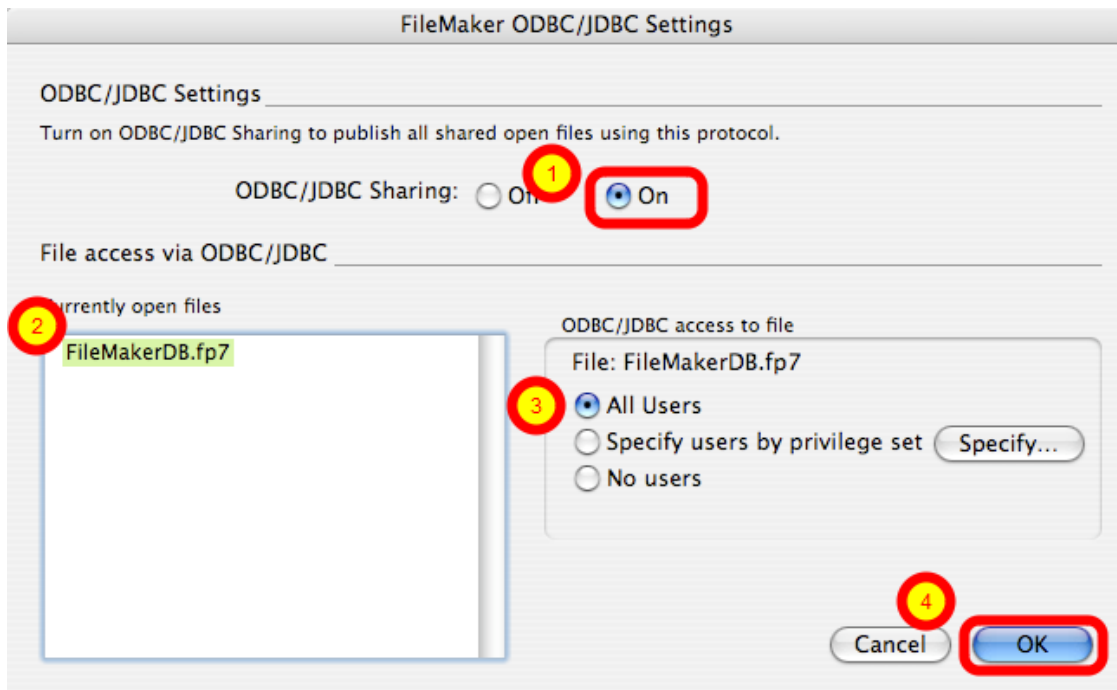 FileMaker ODBC/JDBC Settings
ODBC/JDBC Settings
Turn on ODBC/JDBC Sharing to publish all shared open files using this protocol.
1
ODBC/JDBC Sharing: Off On
File access via ODBC/JDBC
Currently open files
2
FileMakerDB.fp7
ODBC/JDBC access to file
File: FileMakerDB.fp7
3
All Users
Specify users by privilege set Specify...
No users
4
Cancel OK